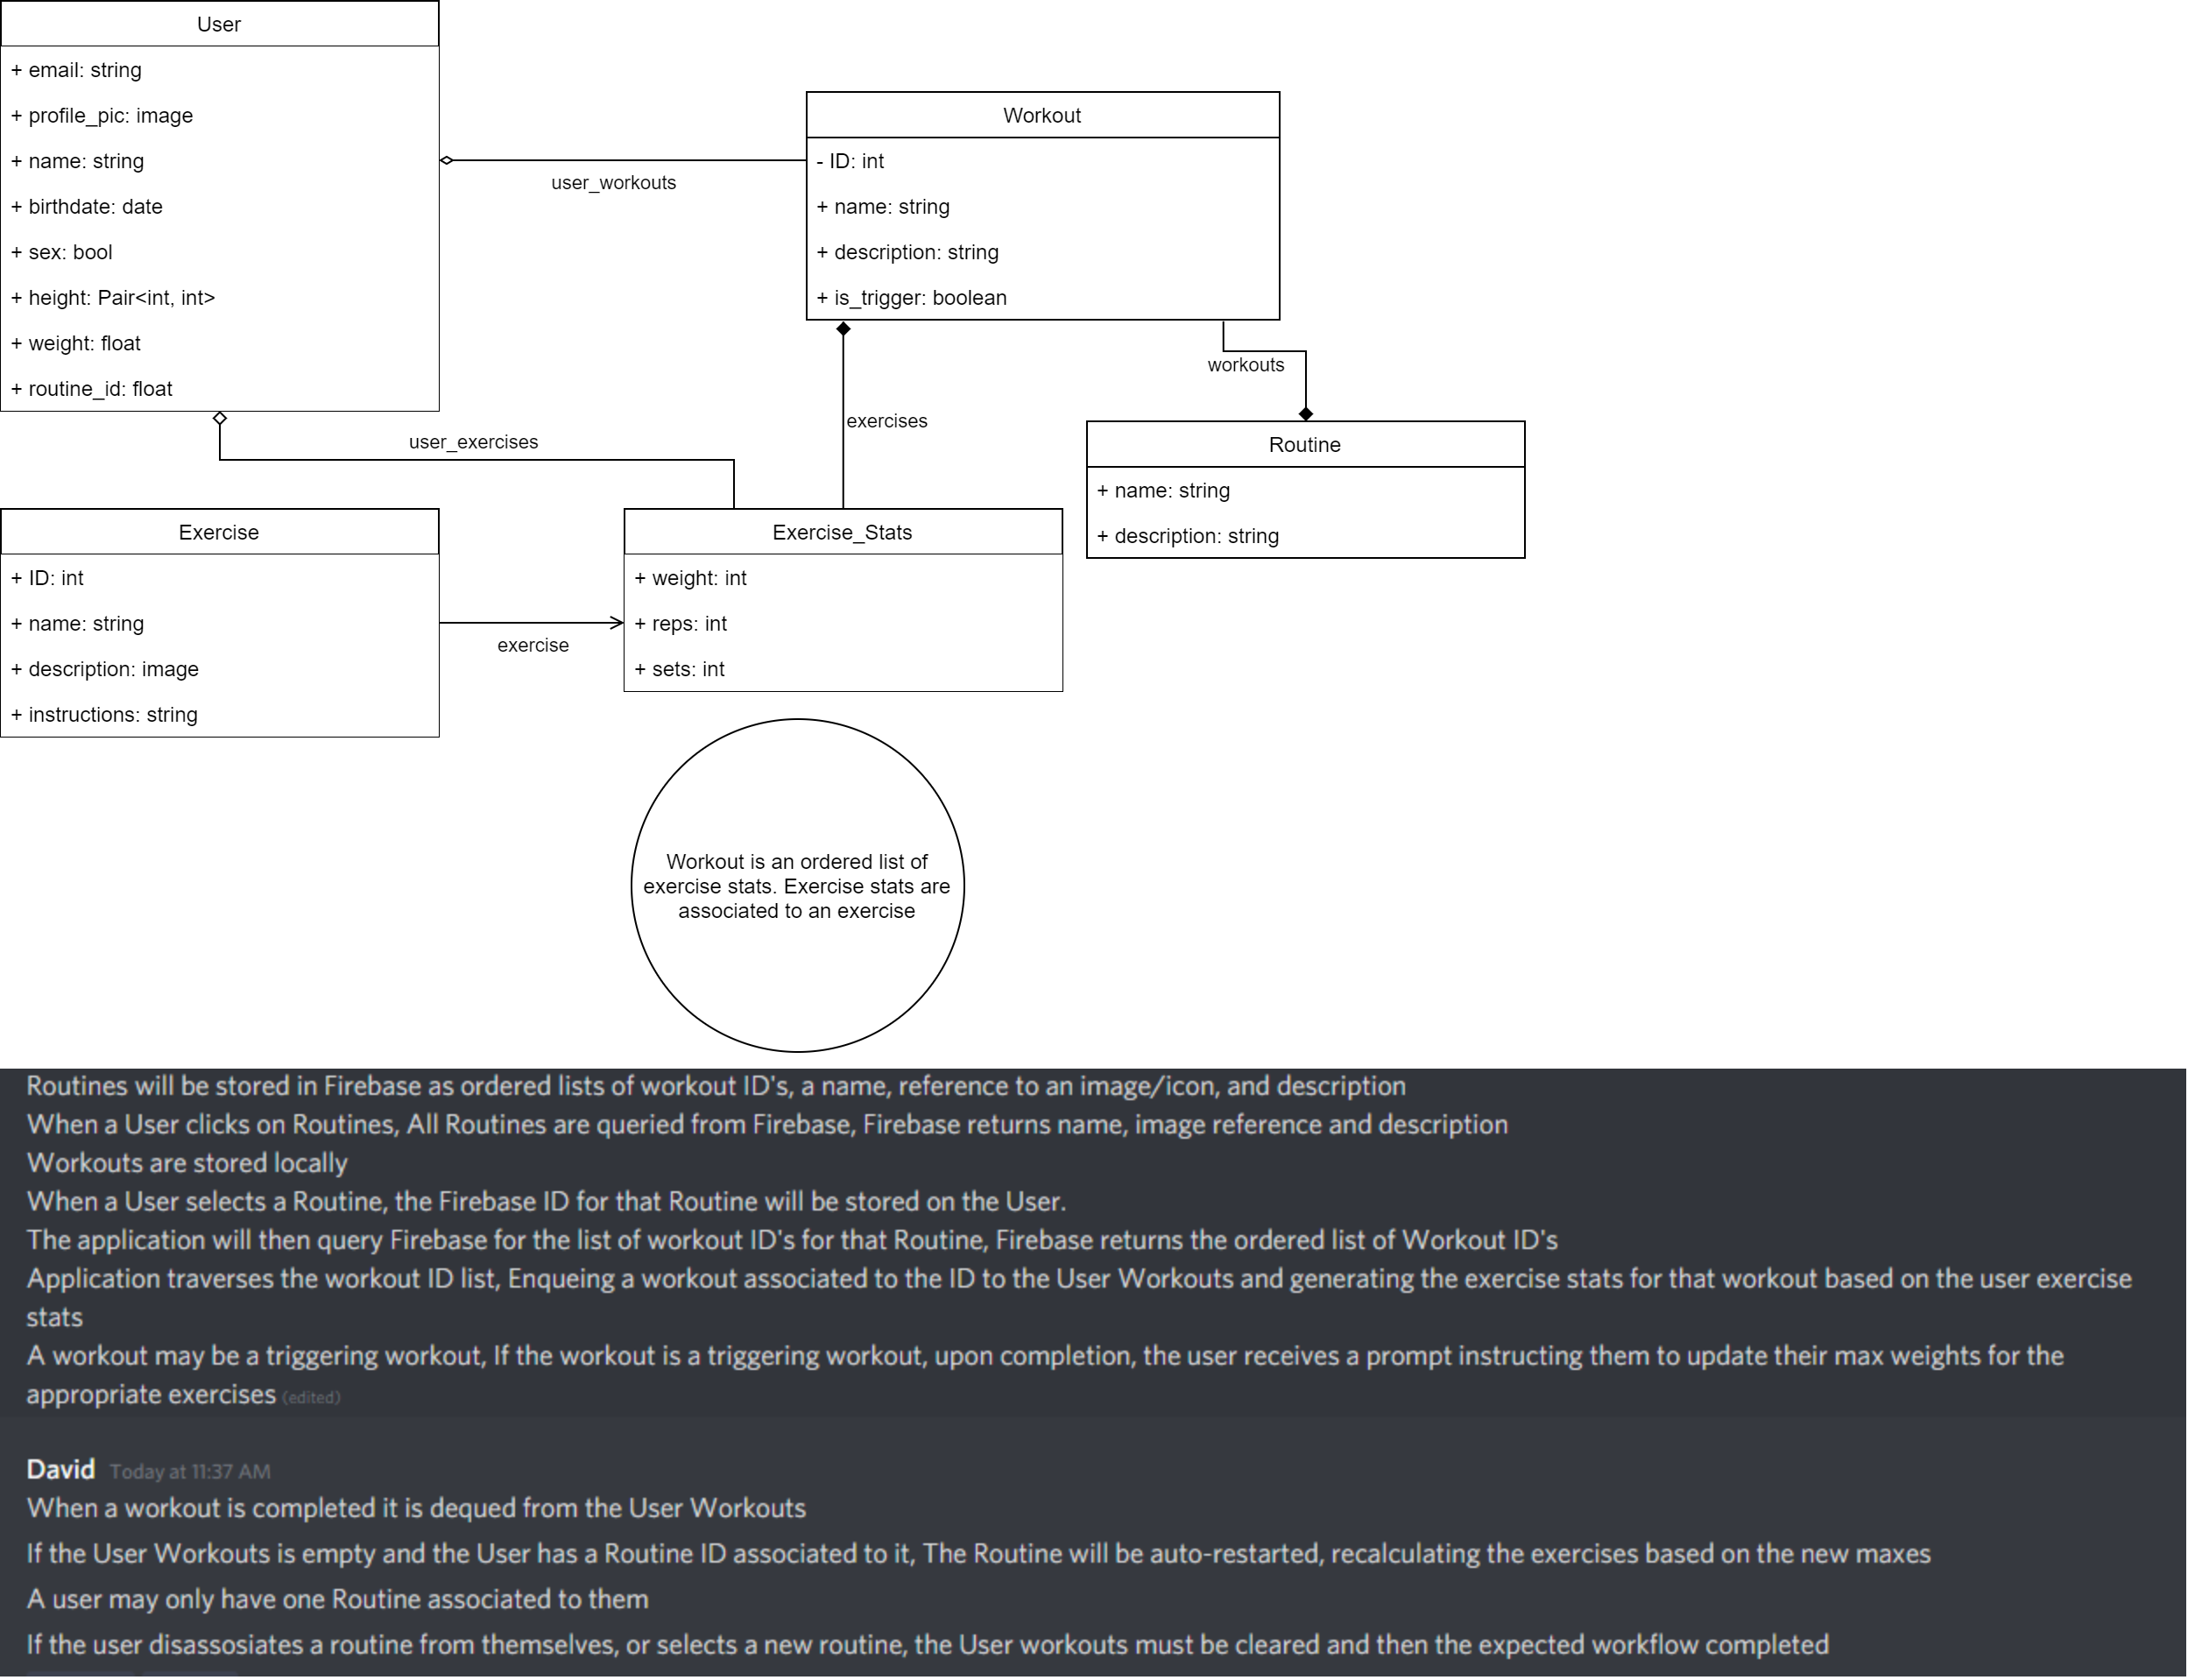 User
+ email: string
+ profile_pic: image
+ name: string
+ birthdate: date
+ sex: bool
+ height: Pair<int, int>
+ weight: float
+ routine_id: float
user_workouts
Workout
- ID: int
+ name: string
+ description: string
+ is_trigger: boolean
workouts
exercises
user_exercises
Routine
+ name: string
+ description: string
Exercise
+ ID: int
+ name: string
+ description: image
+ instructions: string
exercise
Exercise_Stats
+ weight: int
+ reps: int
+ sets: int
Workout is an ordered list of
exercise stats. Exercise stats are
associated to an exercise
Routines will be stored in Firebase as ordered lists of workout ID's, a name, reference to an image/icon, and description
When a User clicks on Routines, All Routines are queried from Firebase, Firebase returns name, image reference and description
Workouts are stored locally
When a User selects a Routine, the Firebase ID for that Routine will be stored on the User.
The application will then query Firebase for the list of workout ID's for that Routine, Firebase returns the ordered list of Workout ID's
Application traverses the workout ID list, Enqueing a workout associated to the ID to the User Workouts and generating the exercise stats for that workout based on the user exercise
stats
A workout may be a triggering workout, If the workout is a triggering workout, upon completion, the user receives a prompt instructing them to update their max weights for the
appropriate exercises (edited)
David Today at 11:37 AM
When a workout is completed it is dequed from the User Workouts
If the User Workouts is empty and the User has a Routine ID associated to it, The Routine will be auto-restarted, recalculating the exercises based on the new maxes
A user may only have one Routine associated to them
If the user disassosiates a routine from themselves, or selects a new routine, the User workouts must be cleared and then the expected workflow completed